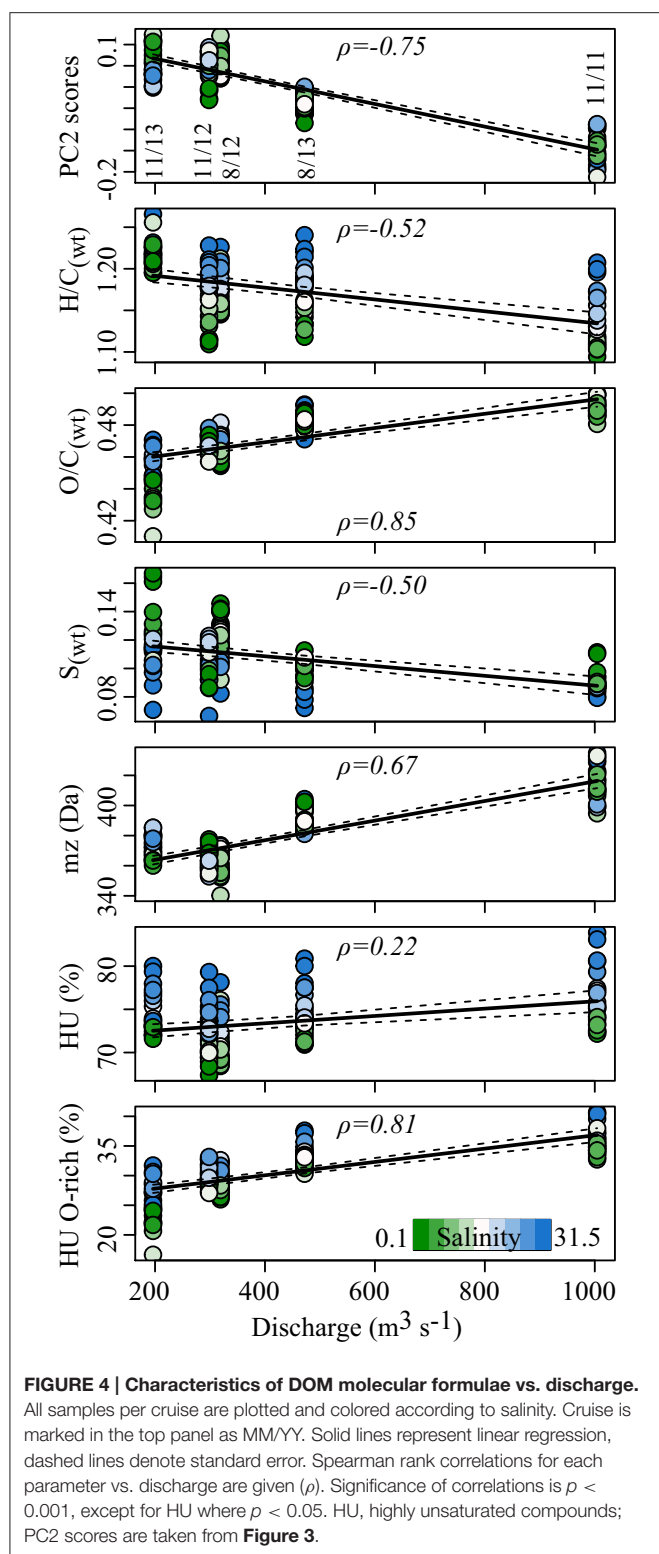 PC2 scores
0.1
-0.2
ρ=-0.75
11/13
11/12
8/12
8/13
11/11
H/C(wt)
1.20
1.10
ρ=-0.52
O/C(wt)
0.48
0.42
ρ=0.85
S(wt)
0.14
0.08
ρ=-0.50
mz (Da)
400
340
ρ=0.67
HU (%)
80
70
ρ=0.22
HU O-rich (%)
35
20
ρ=0.81
0.1 Salinity 31.5
200 400 600 800 1000
Discharge (m³ s⁻¹)
FIGURE 4 | Characteristics of DOM molecular formulae vs. discharge.
All samples per cruise are plotted and colored according to salinity. Cruise is
marked in the top panel as MM/YY. Solid lines represent linear regression,
dashed lines denote standard error. Spearman rank correlations for each
parameter vs. discharge are given (ρ). Significance of correlations is p <
0.001, except for HU where p < 0.05. HU, highly unsaturated compounds;
PC2 scores are taken from Figure 3.